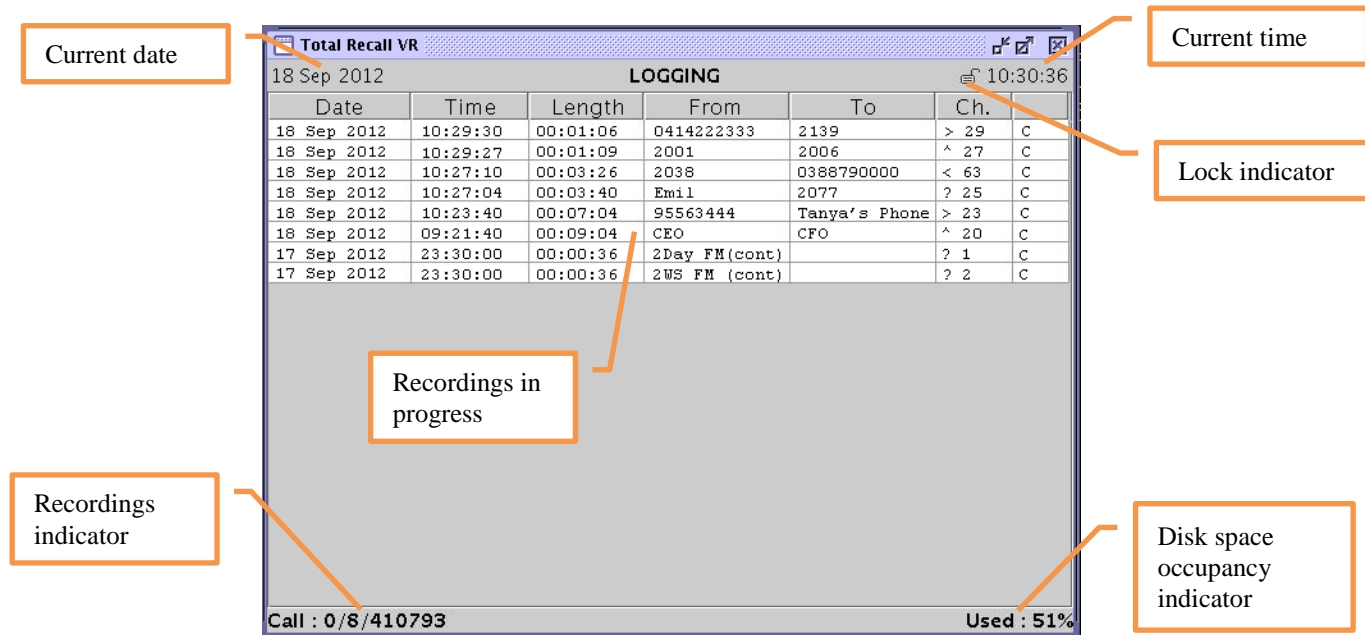 Current date
Current time
Total Recall VR
18 Sep 2012 LOGGING 10:30:36
Date Time Length From To Ch.
18 Sep 2012 10:29:30 00:01:06 0414222333 2139 > 29 C
18 Sep 2012 10:29:27 00:01:09 2001 2006 ^ 27 C
18 Sep 2012 10:27:10 00:03:26 2038 0388790000 < 63 C
18 Sep 2012 10:27:04 00:03:40 Emil 2077 ? 25 C
18 Sep 2012 10:23:40 00:07:04 95563444 Tanya's Phone > 23 C
18 Sep 2012 09:21:40 00:09:04 CEO CFO ^ 20 C
17 Sep 2012 23:30:00 00:00:36 2Day FM(cont) ? 1 C
17 Sep 2012 23:30:00 00:00:36 2WS FM (cont) ? 2 C
Lock indicator
Recordings in
progress
Recordings
indicator
Disk space
occupancy
indicator
Call : 0/8/410793 Used : 51%